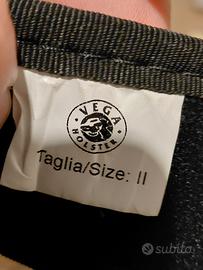 VEGA
HOLSTER
Taglia/Size: II
subito